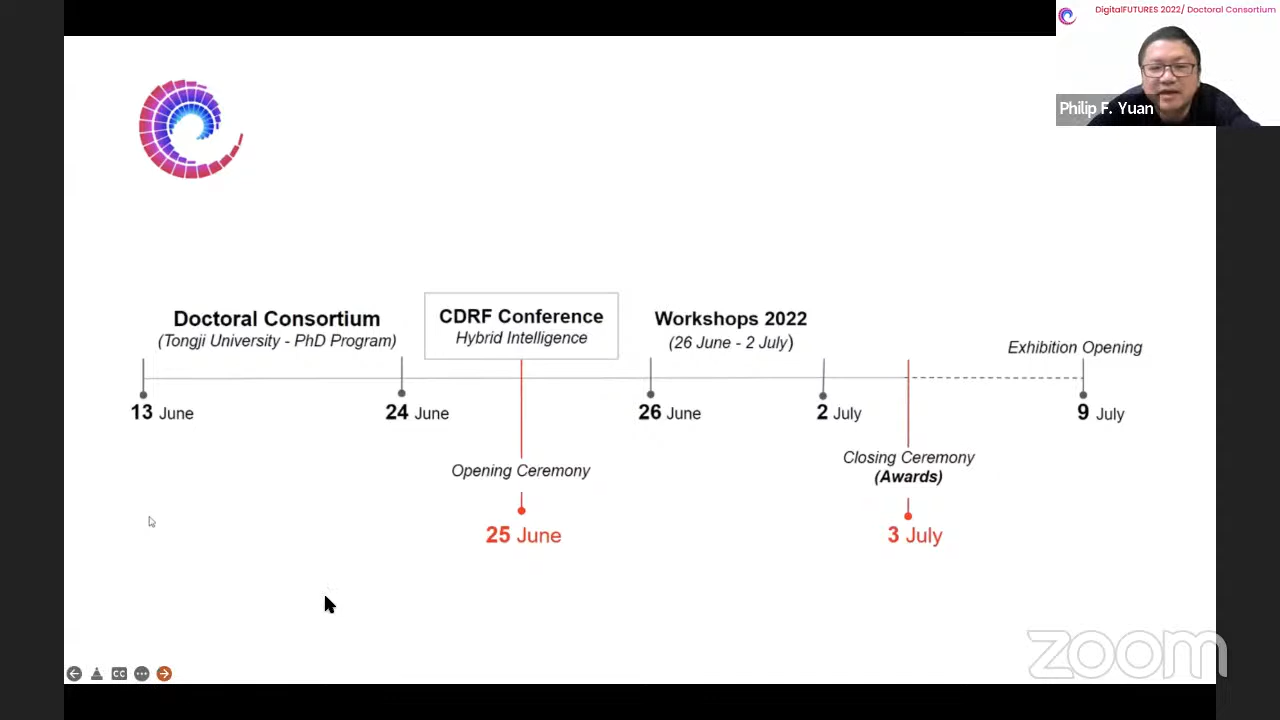 DigitalFUTURES 2022/ Doctoral Consortium
Philip F. Yuan
Doctoral Consortium
(Tongji University - PhD Program)
CDRF Conference
Hybrid Intelligence
Workshops 2022
(26 June - 2 July)
Exhibition Opening
13 June
24 June
26 June
2 July
9 July
Opening Ceremony
25 June
Closing Ceremony
(Awards)
3 July
CC
zoom